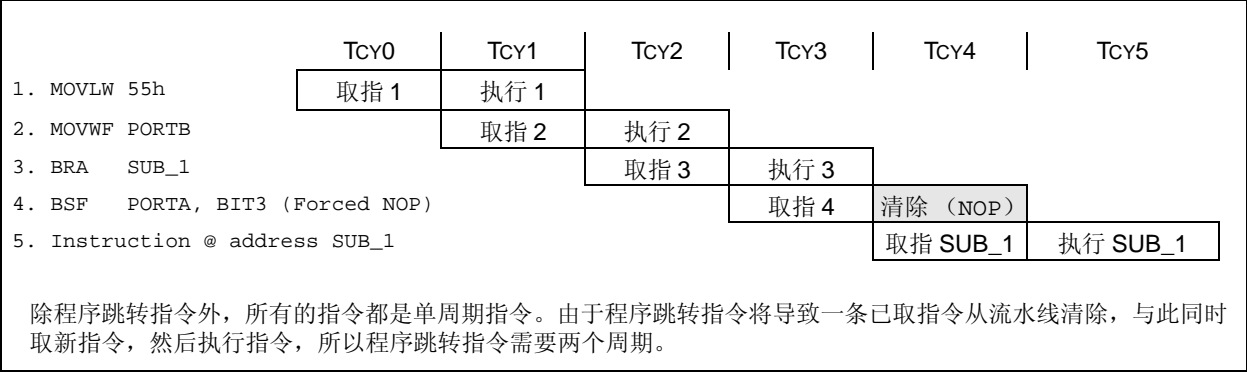 TCY0 TCY1 TCY2 TCY3 TCY4 TCY5
1. MOVLW 55h 取指 1 执行 1
2. MOVWF PORTB 取指 2 执行 2
3. BRA SUB_1 取指 3 执行 3
4. BSF PORTA, BIT3 (Forced NOP) 取指 4 清除 （NOP）
5. Instruction @ address SUB_1 取指 SUB_1 执行 SUB_1
除程序跳转指令外，所有的指令都是单周期指令。由于程序跳转指令将导致一条已取指令从流水线清除，与此同时
取新指令，然后执行指令，所以程序跳转指令需要两个周期。